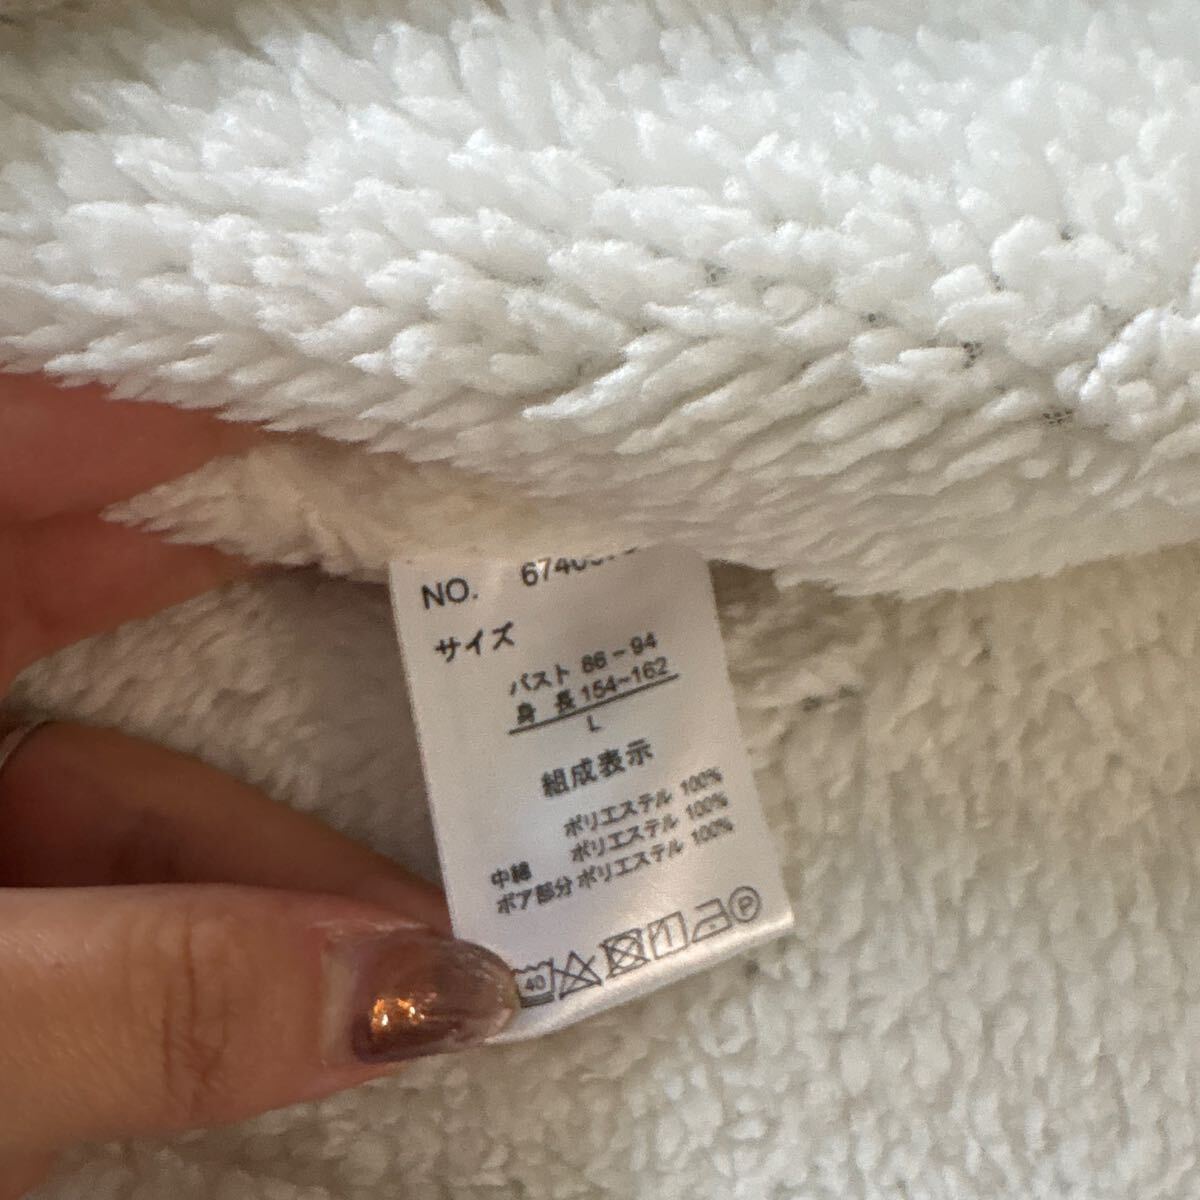 NO.
サイズ
バスト 86-94
身 長 154~162
L
組成表示
ポリエステル 100%
中綿 ポリエステル 100%
ボア部分 ポリエステル 100%
40
P